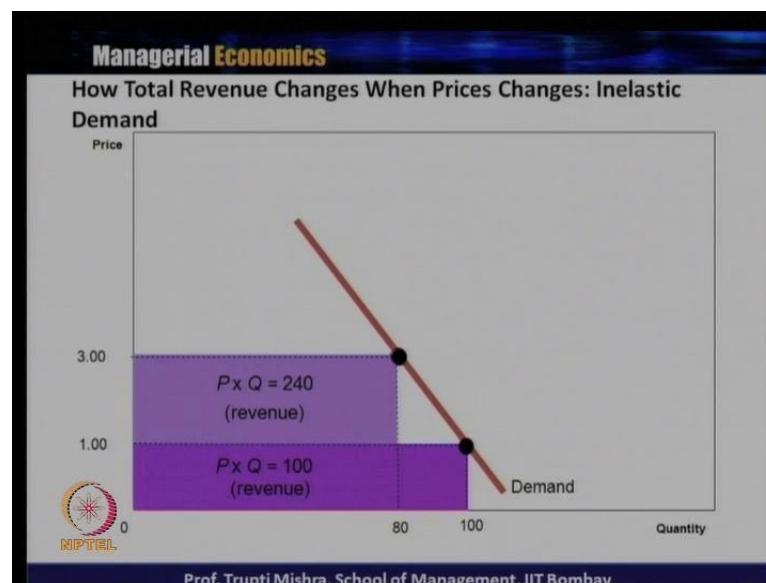 Managerial Economics
How Total Revenue Changes When Prices Changes: Inelastic
Demand
Price
3.00
P x Q = 240
(revenue)
1.00
P x Q = 100
(revenue)
Demand
0
80
100
Quantity
NPTEL
Prof. Trupti Mishra, School of Management, IIT Bombay